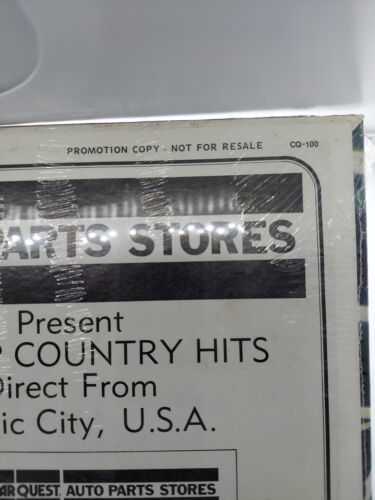 PROMOTION COPY - NOT FOR RESALE CQ-100
PARTS STORES
Present
COUNTRY HITS
Direct From
ic City, U.S.A.
ARQUEST AUTO PARTS STORES